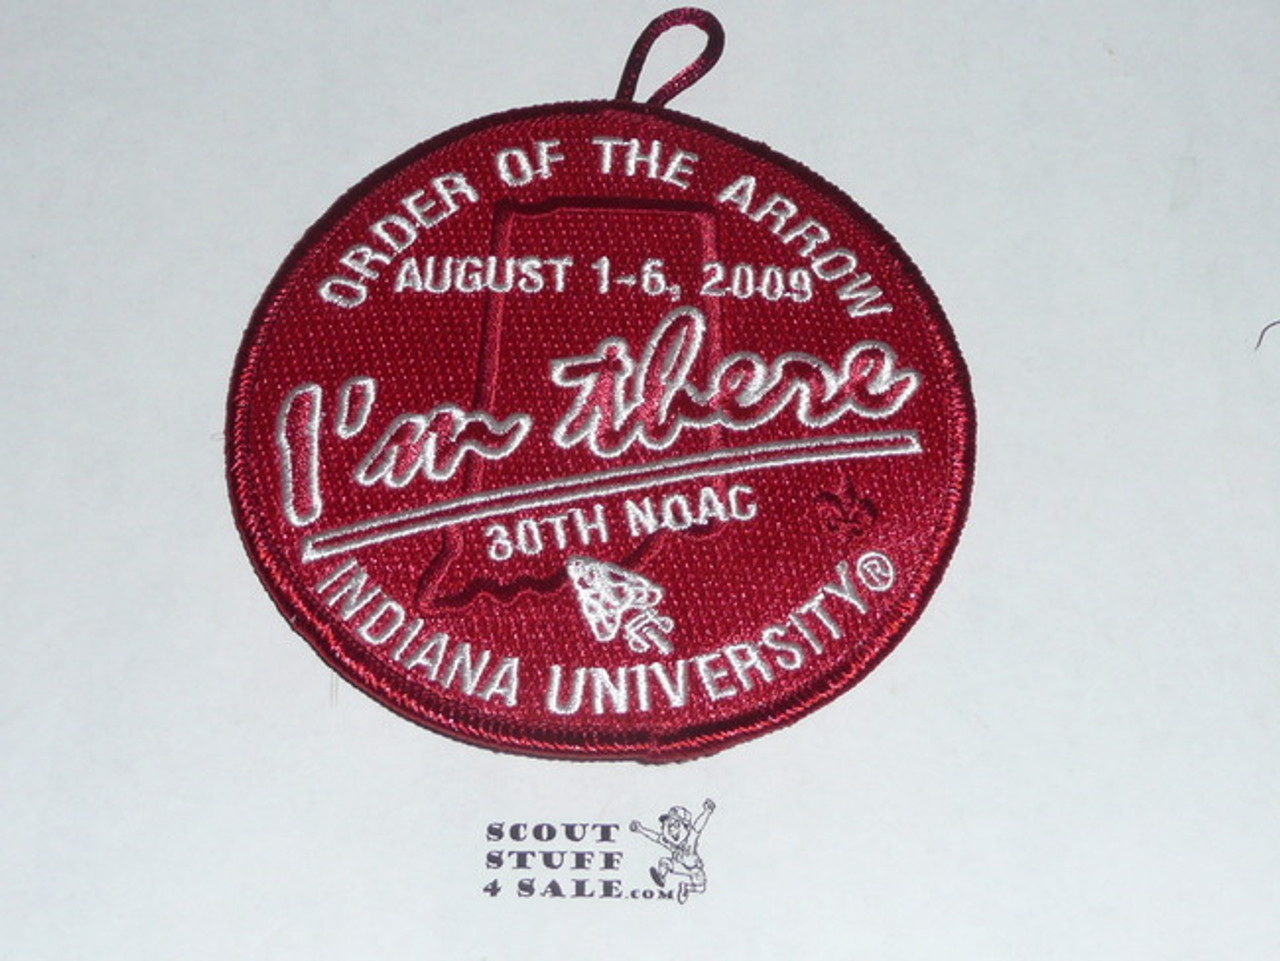 ORDER OF THE ARROW
AUGUST 1-6, 2009
I'm there
30TH NOAC
INDIANA UNIVERSITY®
SCOUT
STUFF
4 SALE.COM